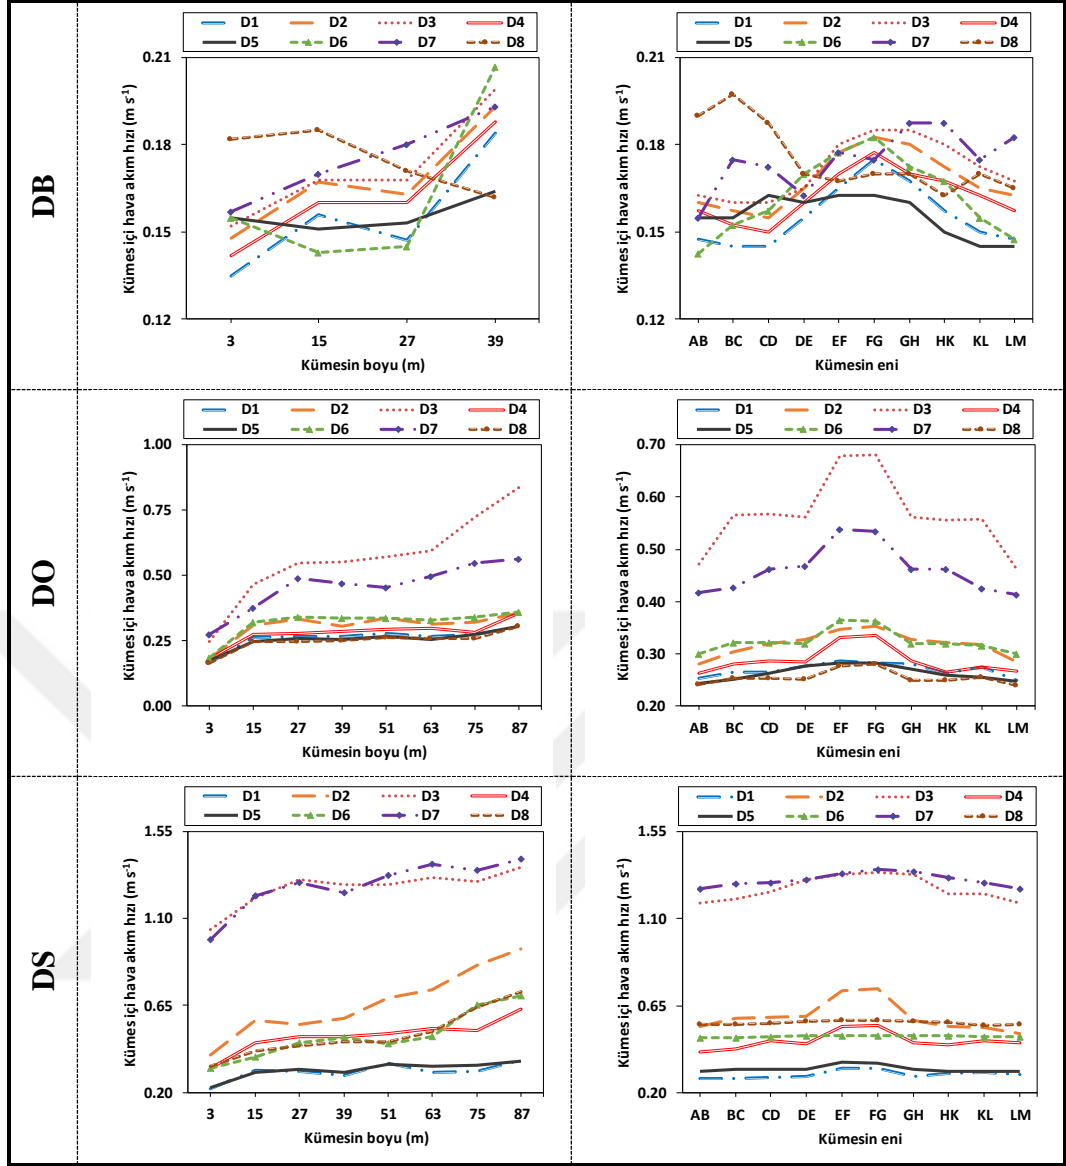 DB
D1 D2 D3 D4
D5 D6 D7 D8
Kümes içi hava akım hızı (m s-1)
0.21
0.18
0.15
0.12
3 15 27 39
Kümesin boyu (m)
D1 D2 D3 D4
D5 D6 D7 D8
Kümes içi hava akım hızı (m s-1)
0.21
0.18
0.15
0.12
AB BC CD DE EF FG GH HK KL LM
Kümesin eni
DO
D1 D2 D3 D4
D5 D6 D7 D8
Kümes içi hava akım hızı (m s-1)
1.00
0.75
0.50
0.25
0.00
3 15 27 39 51 63 75 87
Kümesin boyu (m)
D1 D2 D3 D4
D5 D6 D7 D8
Kümes içi hava akım hızı (m s-1)
0.70
0.60
0.50
0.40
0.30
0.20
AB BC CD DE EF FG GH HK KL LM
Kümesin eni
DS
D1 D2 D3 D4
D5 D6 D7 D8
Kümes içi hava akım hızı (m s-1)
1.55
1.10
0.65
0.20
3 15 27 39 51 63 75 87
Kümesin boyu (m)
D1 D2 D3 D4
D5 D6 D7 D8
Kümes içi hava akım hızı (m s-1)
1.55
1.10
0.65
0.20
AB BC CD DE EF FG GH HK KL LM
Kümesin eni